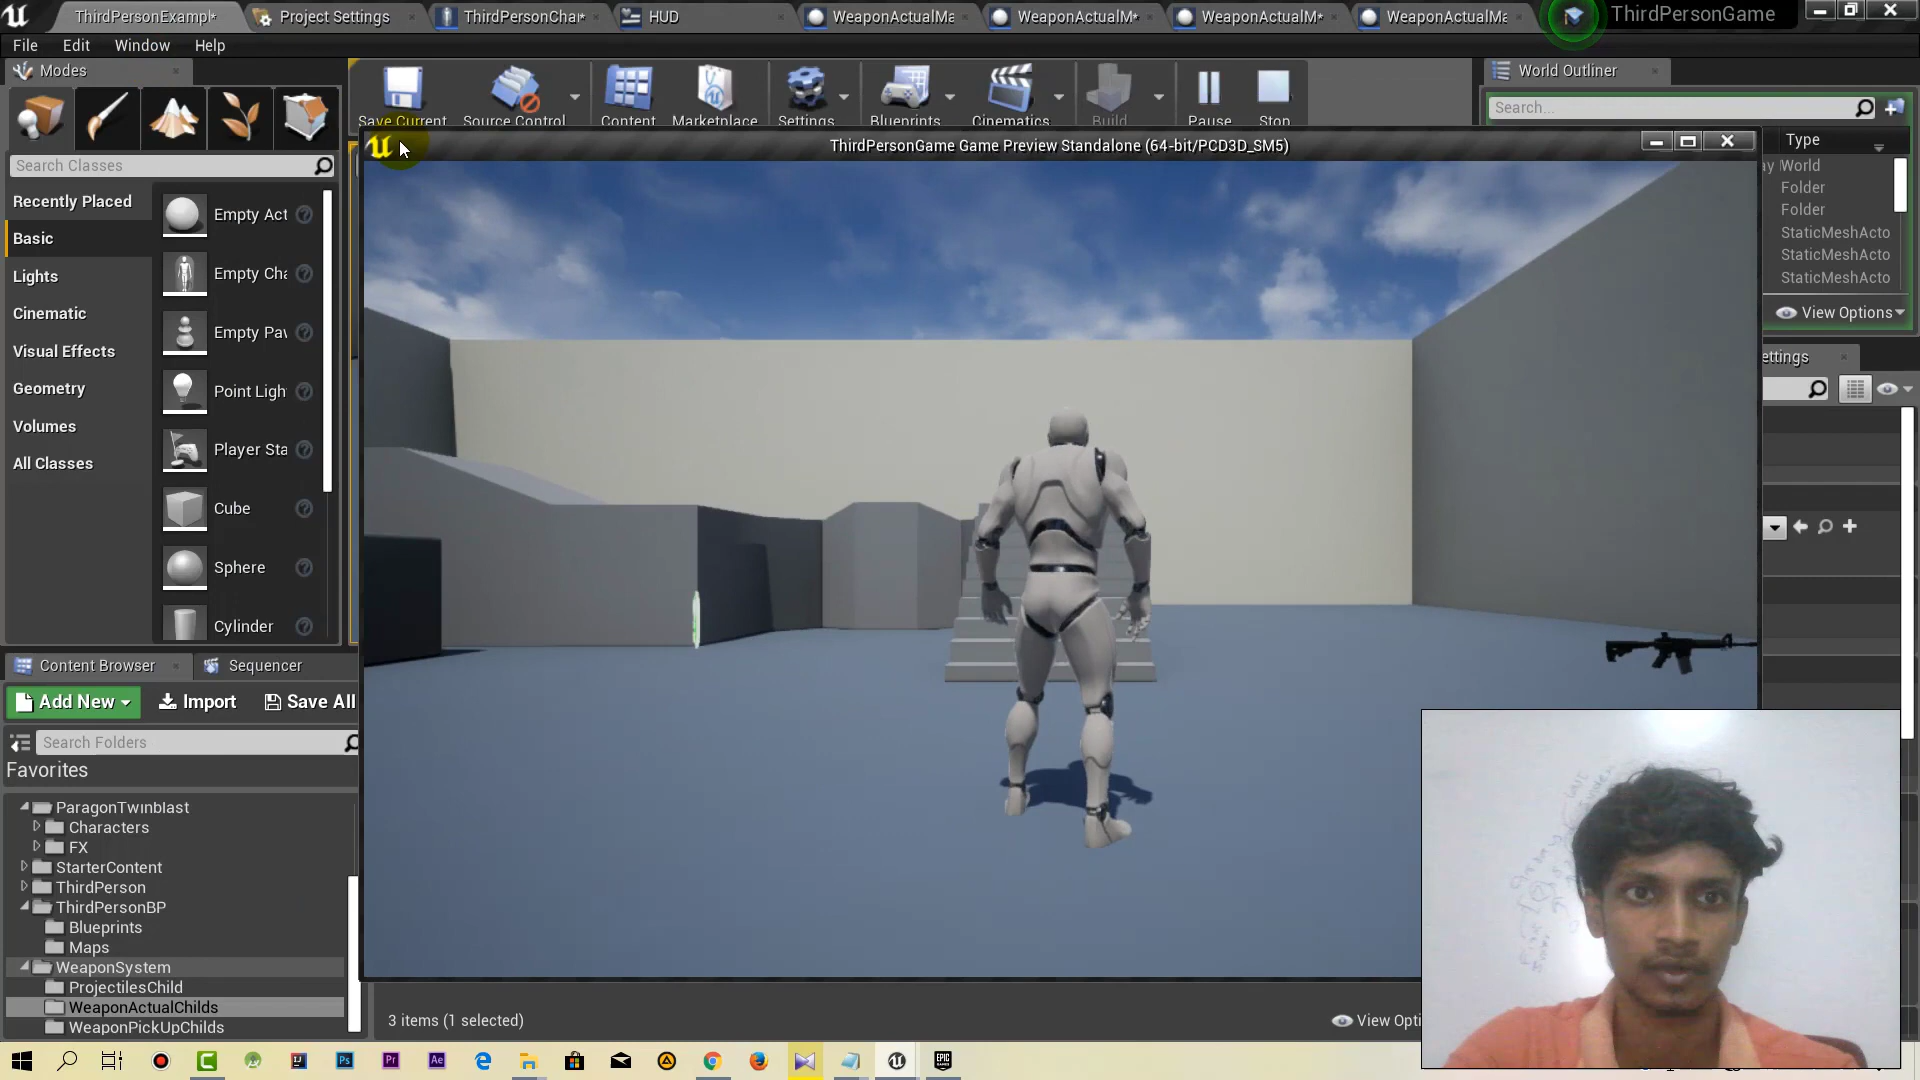 ThirdPersonExampl*
Project Settings
ThirdPersonChar*
HUD
WeaponActualMa
WeaponActualM*
WeaponActualM*
WeaponActualMa
ThirdPersonGame
File
Edit
Window
Help
Modes
Save Current
Source Control
Content
Marketplace
Settings
Blueprints
Cinematics
Build
Pause
Stop
World Outliner
Search...
Type
ThirdPersonGame Game Preview Standalone (64-bit/PCD3D_SM5)
Search Classes
Recently Placed
Basic
Lights
Cinematic
Visual Effects
Geometry
Volumes
All Classes
Empty Act
Empty Cha
Empty Paw
Point Ligh
Player Sta
Cube
Sphere
Cylinder
World
Folder
Folder
StaticMeshActo
StaticMeshActo
StaticMeshActo
View Options
ettings
Content Browser
Sequencer
Add New
Import
Save All
Search Folders
Favorites
ParagonTwinblast
Characters
FX
StarterContent
ThirdPerson
ThirdPersonBP
Blueprints
Maps
WeaponSystem
ProjectilesChild
WeaponActualChilds
WeaponPickUpChilds
3 items (1 selected)
View Opti